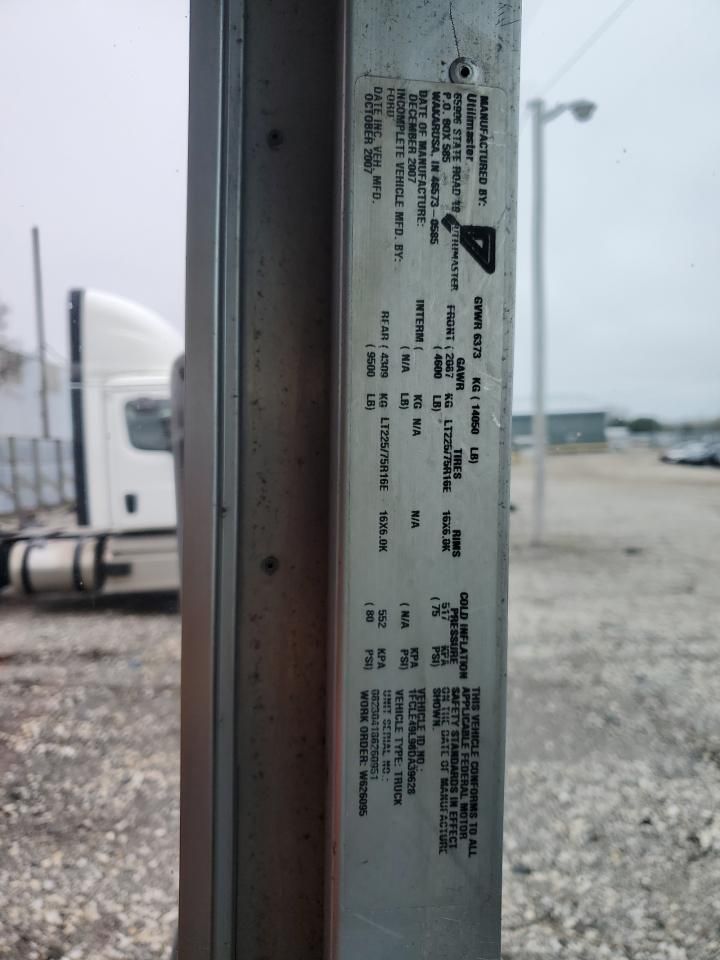 MANUFACTURED BY:
Utilimaster
65906 STATE ROAD 19
P.O. BOX 585
WAKARUSA, IN 46573-0585
DATE OF MANUFACTURE:
DECEMBER 2007
INCOMPLETE VEHICLE MFD. BY:
FORD
DATE INC. VEH. MFD.
OCTOBER 2007
UTILIMASTER
GVWR 6373 KG ( 14050 LB)
GAWR TIRES RIMS COLD INFLATION PRESSURE
FRONT ( 2087 KG LT225/75R16E 16X6.0K 517 KPA
( 4600 LB) ( 75 PSI)
INTERM ( KG N/A N/A KPA
( N/A LB) ( N/A PSI)
REAR ( 4309 KG LT225/75R16E 16X6.0K 552 KPA
( 9500 LB) ( 80 PSI)
THIS VEHICLE CONFORMS TO ALL
APPLICABLE FEDERAL MOTOR
SAFETY STANDARDS IN EFFECT
ON THE DATE OF MANUFACTURE
SHOWN.
VEHICLE ID NO.:
1FCLE49L98DA39628
VEHICLE TYPE: TRUCK
UNIT SERIAL NO.:
WORK ORDER: W626095